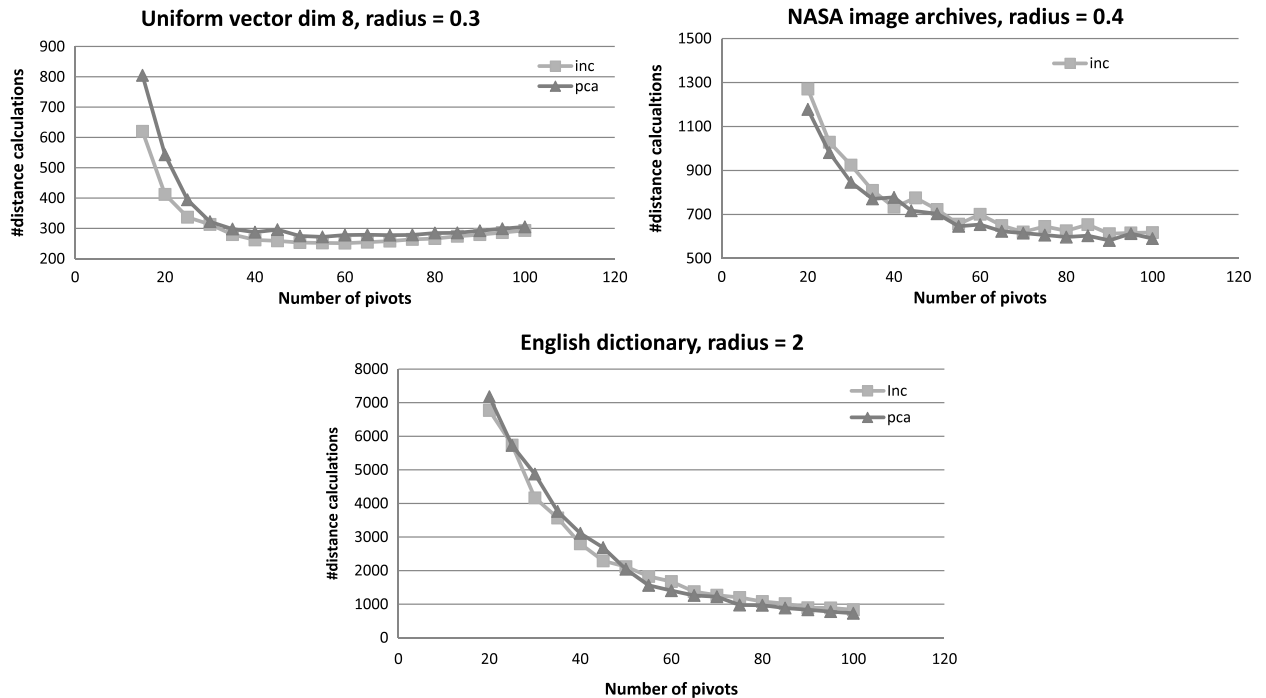 Uniform vector dim 8, radius = 0.3
#distance calculations
900
800
700
600
500
400
300
200
0 20 40 60 80 100 120
Number of pivots
inc
pca
NASA image archives, radius = 0.4
#distance calcualtions
1500
1300
1100
900
700
500
0 20 40 60 80 100 120
Number of pivots
inc
English dictionary, radius = 2
#distance calculations
8000
7000
6000
5000
4000
3000
2000
1000
0
0 20 40 60 80 100 120
Number of pivots
Inc
pca